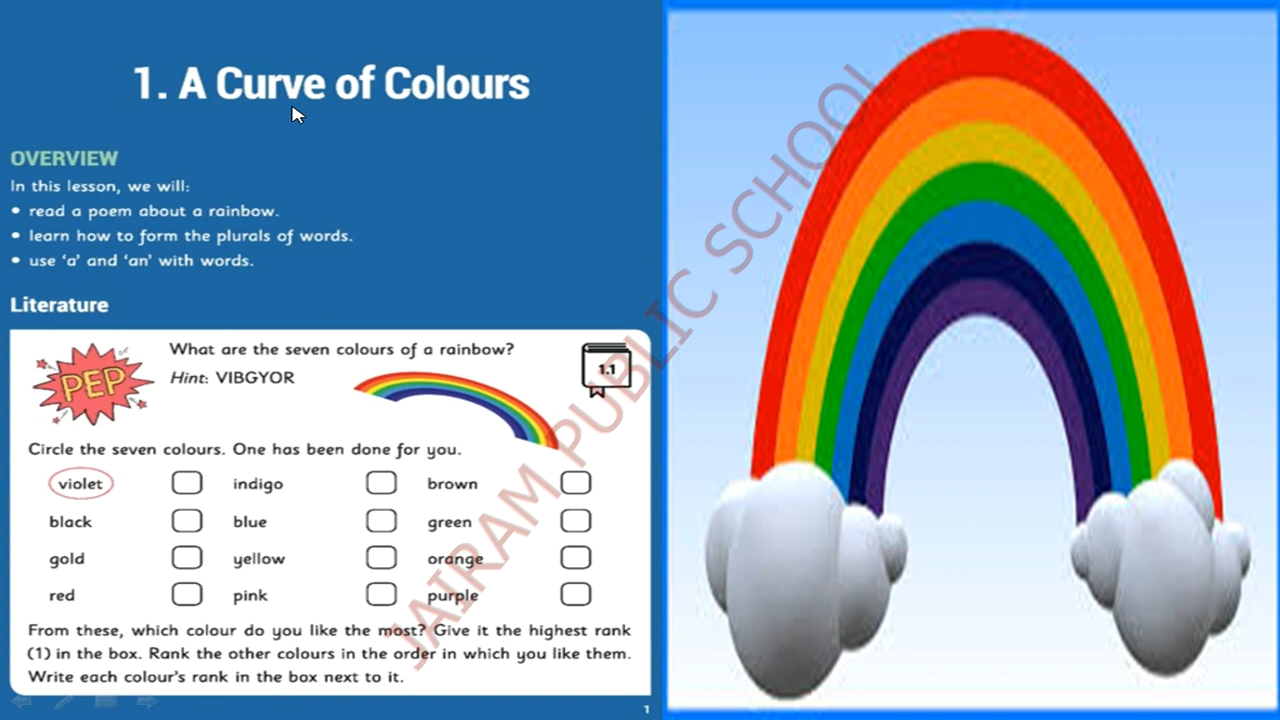 1. A Curve of Colours
OVERVIEW
In this lesson, we will:
• read a poem about a rainbow.
• learn how to form the plurals of words.
• use ‘a’ and ‘an’ with words.
Literature
PEP
What are the seven colours of a rainbow?
Hint: VIBGYOR
1.1
Circle the seven colours. One has been done for you.
violet indigo brown
black blue green
gold yellow orange
red pink purple
From these, which colour do you like the most? Give it the highest rank
(1) in the box. Rank the other colours in the order in which you like them.
Write each colour’s rank in the box next to it.
1
JAIRAM PUBLIC SCHOOL